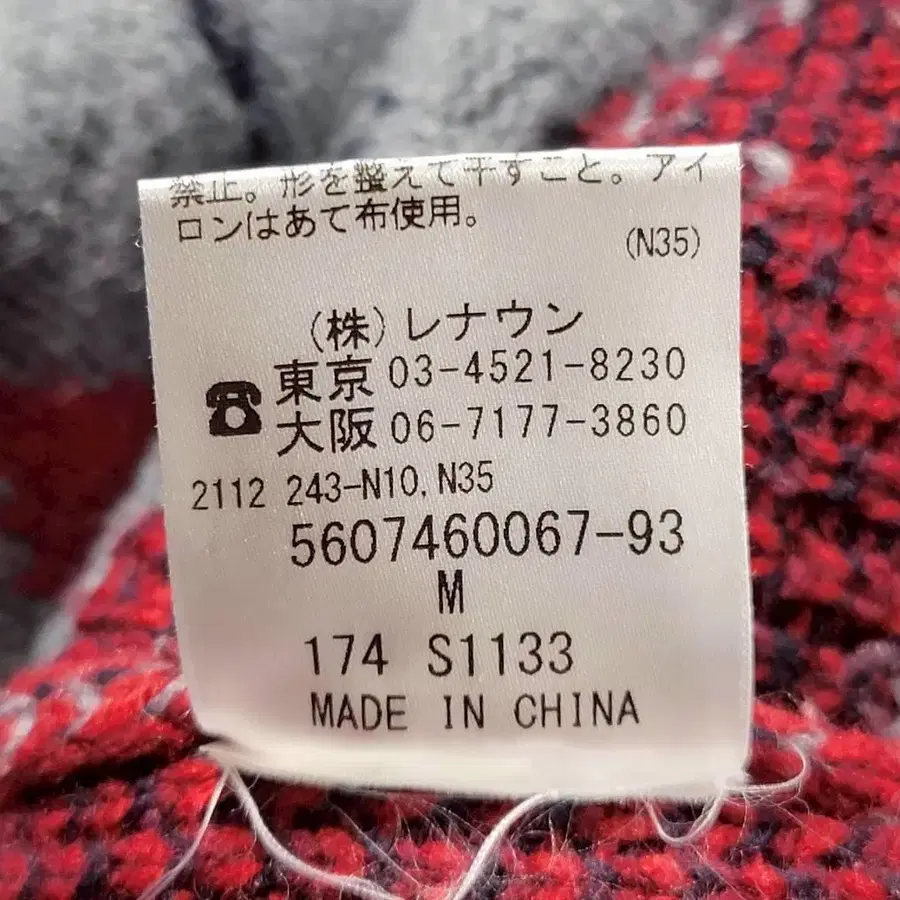 禁止。形を整えて干すこと。アイ
ロンはあて布使用。
(N35)
(株)レナウン
東京 03-4521-8230
大阪 06-7177-3860
2112 243-N10,N35
5607460067-93
M
174 S1133
MADE IN CHINA